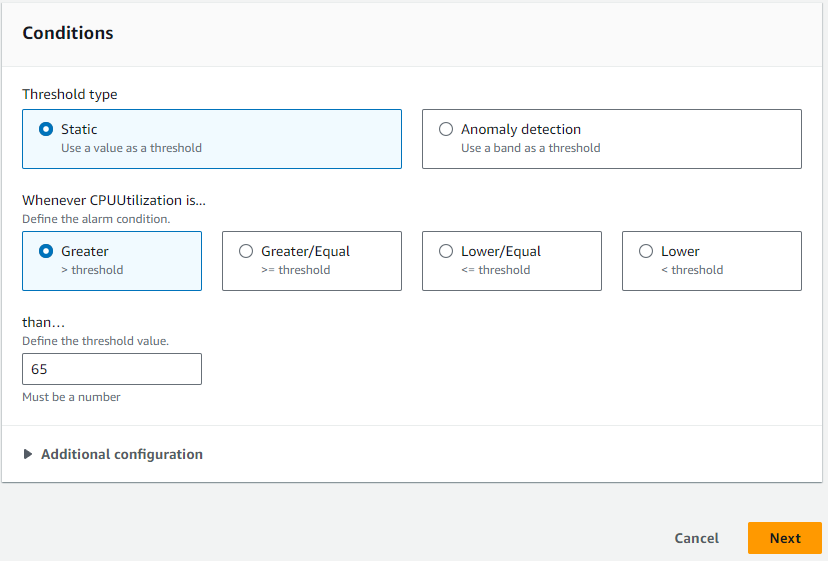 Conditions
Threshold type
Static
Use a value as a threshold
Anomaly detection
Use a band as a threshold
Whenever CPUUtilization is...
Define the alarm condition.
Greater
> threshold
Greater/Equal
>= threshold
Lower/Equal
<= threshold
Lower
< threshold
than…
Define the threshold value.
65
Must be a number
Additional configuration
Cancel
Next